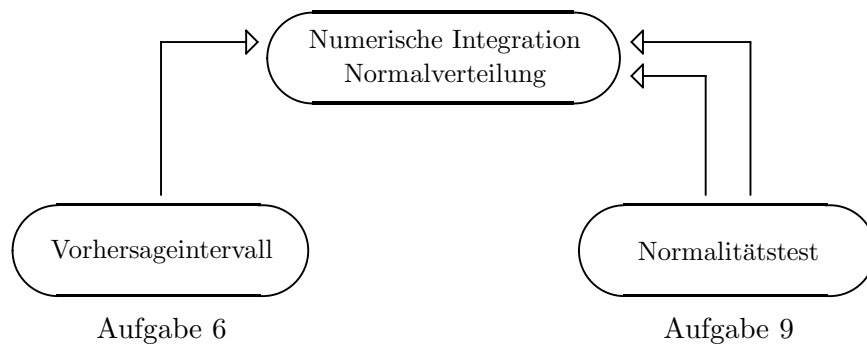 Numerische Integration
Normalverteilung
Vorhersageintervall
Normalitätstest
Aufgabe 6
Aufgabe 9